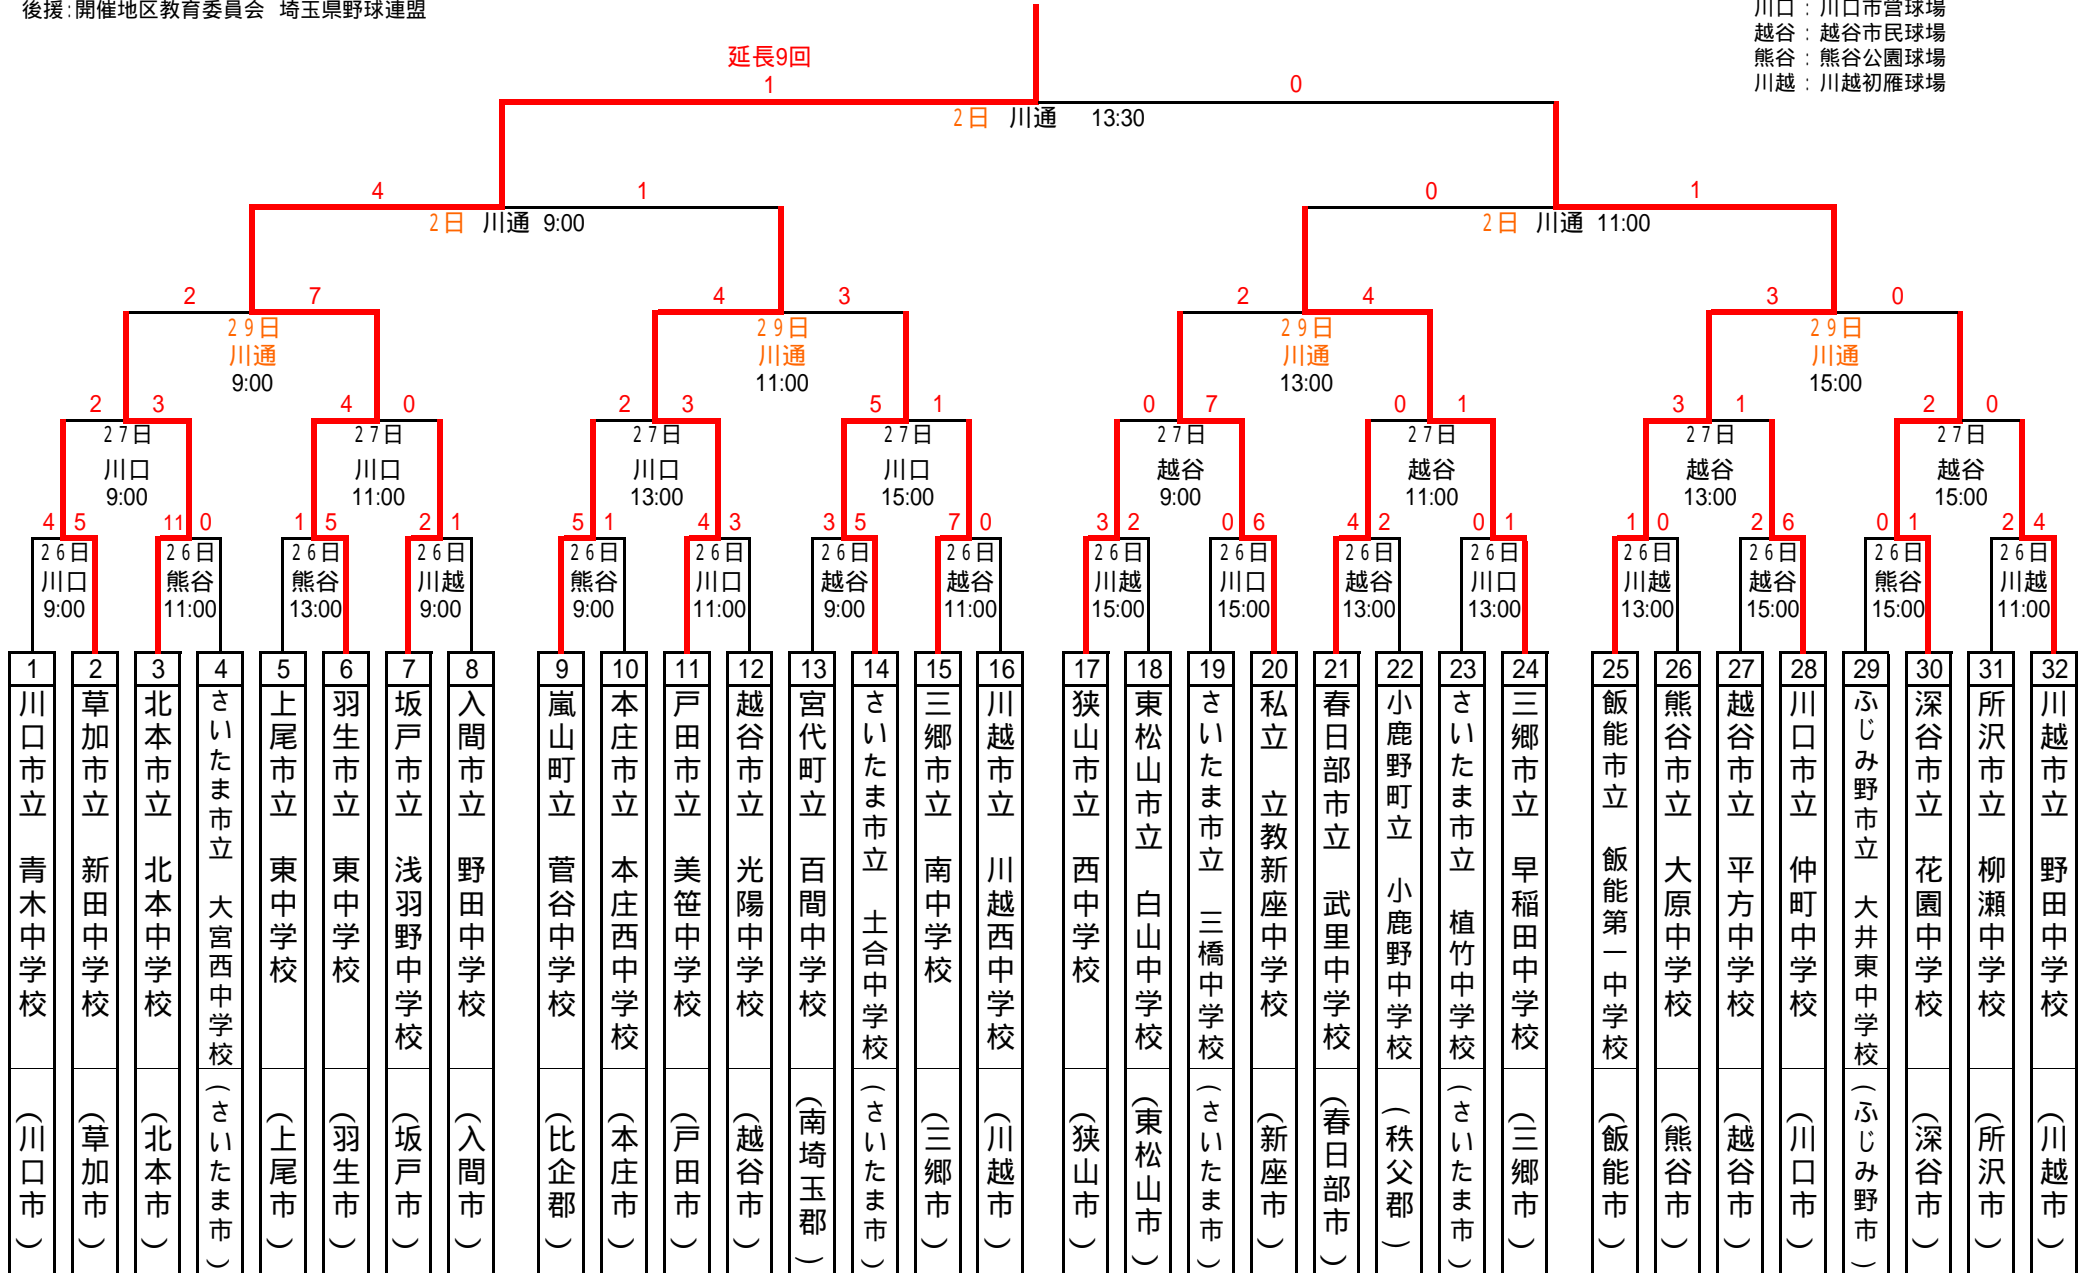 後援:開催地区教育委員会 埼玉県野球連盟
川口 : 川口市営球場
越谷 : 越谷市民球場
熊谷 : 熊谷公園球場
川越 : 川越初雁球場
延長9回
1 0
2日 川通 13:30
4 1 0 1
2日 川通 9:00 2日 川通 11:00
2 7 4 3 2 4 3 0
29日 29日 29日 29日
川通 川通 川通 川通
9:00 11:00 13:00 15:00
2 3 4 0 2 3 5 1 0 7 0 1 3 1 2 0
27日 27日 27日 27日 27日 27日 27日 27日
川口 川口 川口 川口 越谷 越谷 越谷 越谷
9:00 11:00 13:00 15:00 9:00 11:00 13:00 15:00
4 5 11 0 1 5 2 1 5 1 4 3 3 5 7 0 3 2 0 6 4 2 0 1 1 0 2 6 0 1 2 4
26日 26日 26日 26日 26日 26日 26日 26日 26日 26日 26日 26日 26日 26日 26日 26日
川口 熊谷 熊谷 川越 熊谷 川口 越谷 越谷 川越 川口 越谷 川口 川越 越谷 熊谷 川越
9:00 11:00 13:00 9:00 9:00 11:00 9:00 11:00 15:00 15:00 13:00 13:00 13:00 15:00 15:00 11:00
1 川口市立 青木中学校 (川口市)
2 草加市立 新田中学校 (草加市)
3 北本市立 北本中学校 (北本市)
4 さいたま市立 大宮西中学校 (さいたま市)
5 上尾市立 東中学校 (上尾市)
6 羽生市立 東中学校 (羽生市)
7 坂戸市立 浅羽野中学校 (坂戸市)
8 入間市立 野田中学校 (入間市)
9 嵐山町立 菅谷中学校 (比企郡)
10 本庄市立 本庄西中学校 (本庄市)
11 戸田市立 美笹中学校 (戸田市)
12 越谷市立 光陽中学校 (越谷市)
13 宮代町立 百間中学校 (南埼玉郡)
14 さいたま市立 土合中学校 (さいたま市)
15 三郷市立 南中学校 (三郷市)
16 川越市立 川越西中学校 (川越市)
17 狭山市立 西中学校 (狭山市)
18 東松山市立 白山中学校 (東松山市)
19 さいたま市立 三橋中学校 (さいたま市)
20 私立 立教新座中学校 (新座市)
21 春日部市立 武里中学校 (春日部市)
22 小鹿野町立 小鹿野中学校 (秩父郡)
23 さいたま市立 植竹中学校 (さいたま市)
24 三郷市立 早稲田中学校 (三郷市)
25 飯能市立 飯能第一中学校 (飯能市)
26 熊谷市立 大原中学校 (熊谷市)
27 越谷市立 平方中学校 (越谷市)
28 川口市立 仲町中学校 (川口市)
29 ふじみ野市立 大井東中学校 (ふじみ野市)
30 深谷市立 花園中学校 (深谷市)
31 所沢市立 柳瀬中学校 (所沢市)
32 川越市立 野田中学校 (川越市)